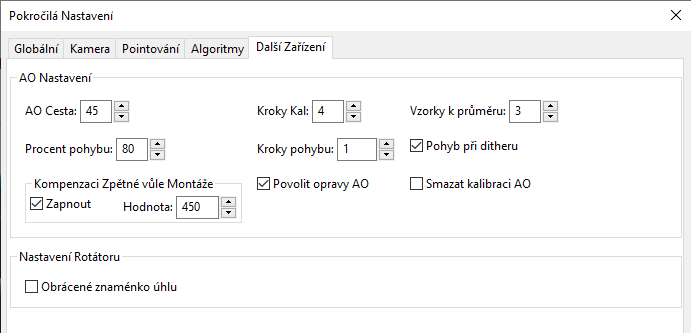 Pokročilá Nastavení
Globální Kamera Pointování Algoritmy Další Zařízení
AO Nastavení
AO Cesta: 45 Kroky Kal: 4 Vzorky k průměru: 3
Procent pohybu: 80 Kroky pohybu: 1 Pohyb při ditheru
Kompenzaci Zpětné vůle Montáže Povolit opravy AO Smazat kalibraci AO
Zapnout Hodnota: 450
Nastavení Rotátoru
Obrácené znaménko úhlu